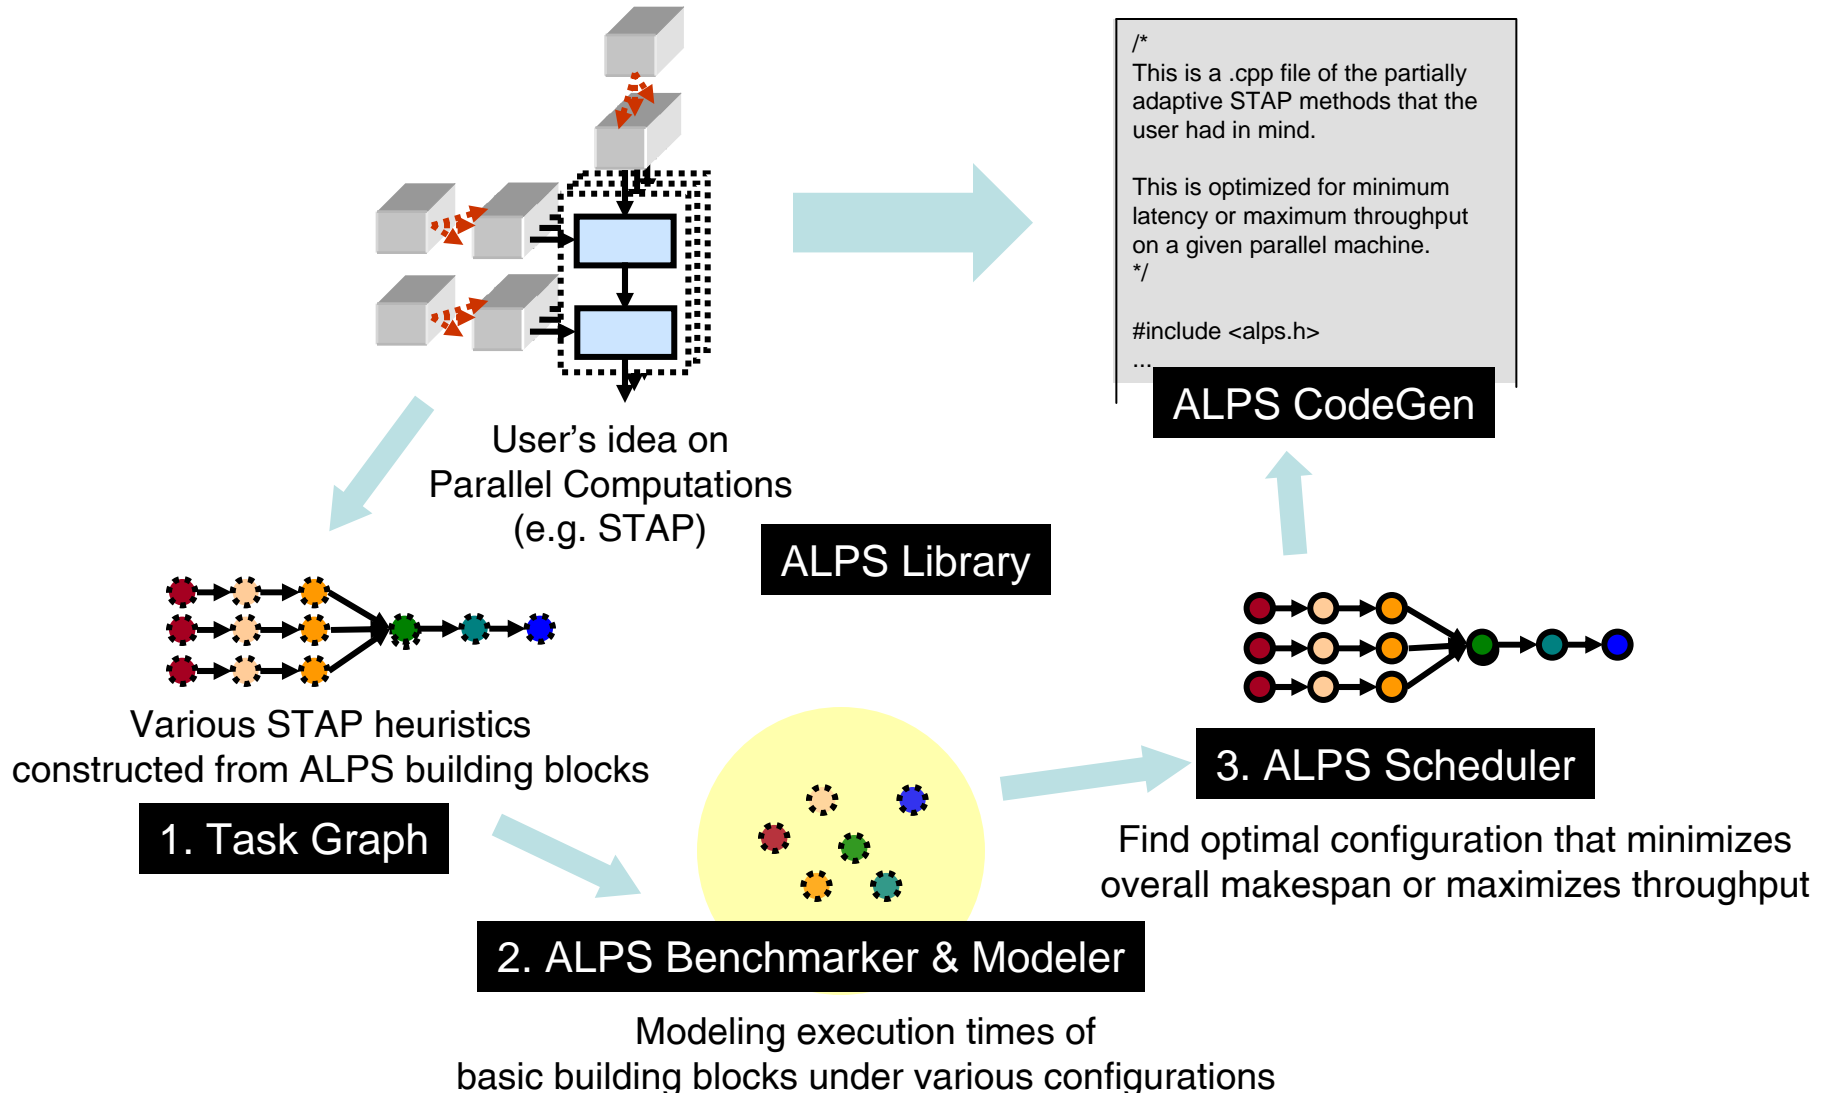 /*
This is a .cpp file of the partially
adaptive STAP methods that the
user had in mind.
This is optimized for minimum
latency or maximum throughput
on a given parallel machine.
*/
#include <alps.h>
...
ALPS CodeGen
User’s idea on
Parallel Computations
(e.g. STAP)
ALPS Library
Various STAP heuristics
constructed from ALPS building blocks
1. Task Graph
2. ALPS Benchmarker & Modeler
Modeling execution times of
basic building blocks under various configurations
3. ALPS Scheduler
Find optimal configuration that minimizes
overall makespan or maximizes throughput